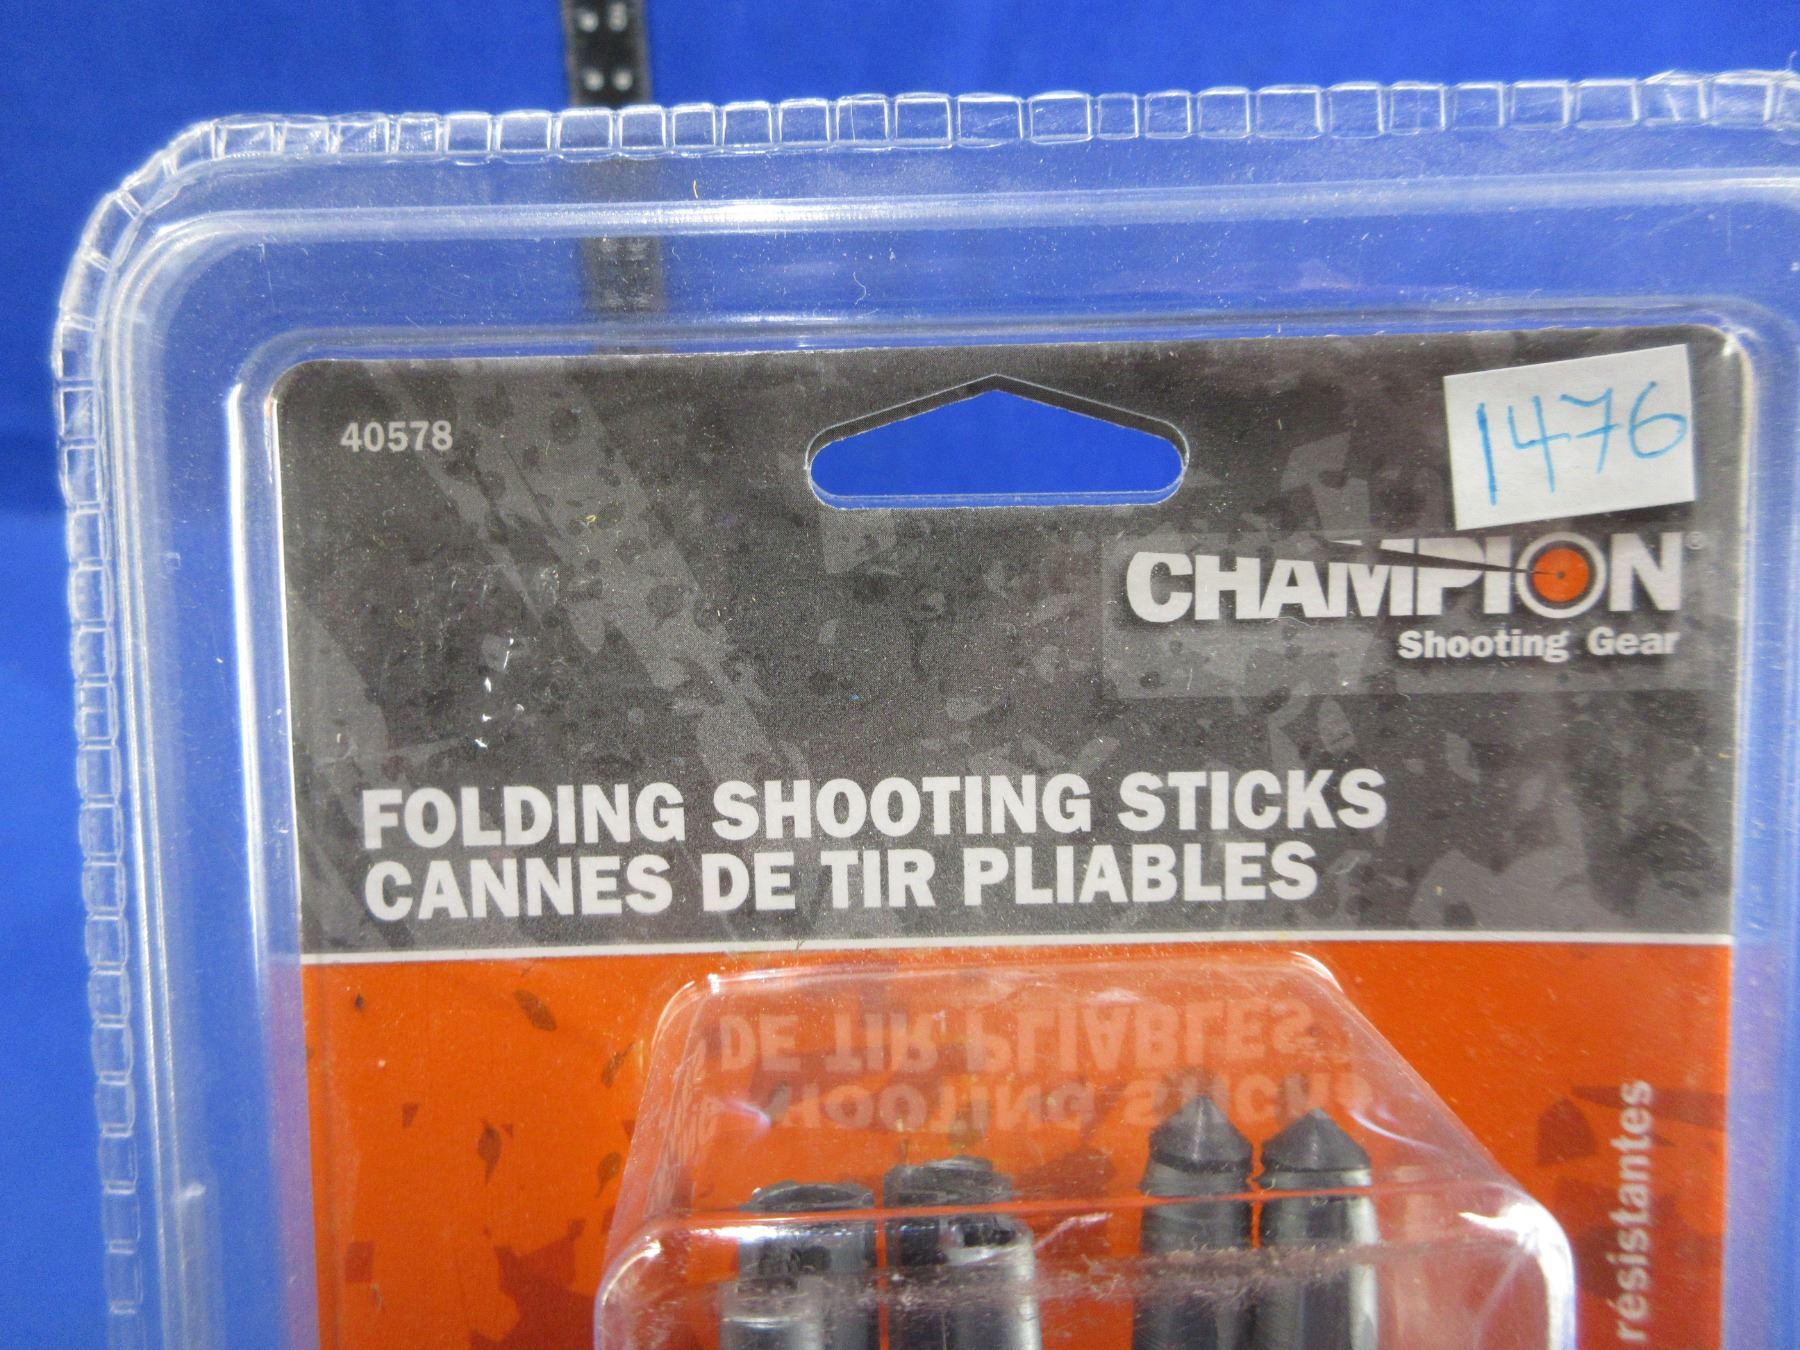 40578
1476
CHAMPION®
Shooting Gear
FOLDING SHOOTING STICKS
CANNES DE TIR PLIABLES
DE TIR PLIABLES
SHOOTING STICKS
résistantes